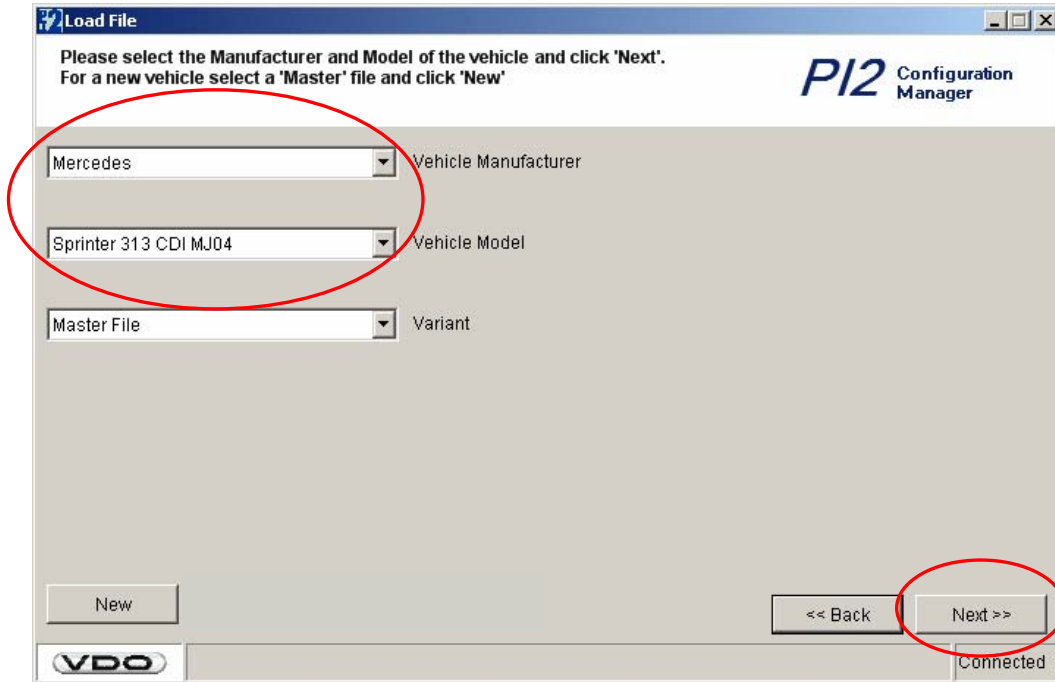 Load File
Please select the Manufacturer and Model of the vehicle and click 'Next'.
For a new vehicle select a 'Master' file and click 'New'
PI2 Configuration
Manager
Mercedes Vehicle Manufacturer
Sprinter 313 CDI MJ04 Vehicle Model
Master File Variant
New << Back Next >>
VDO Connected